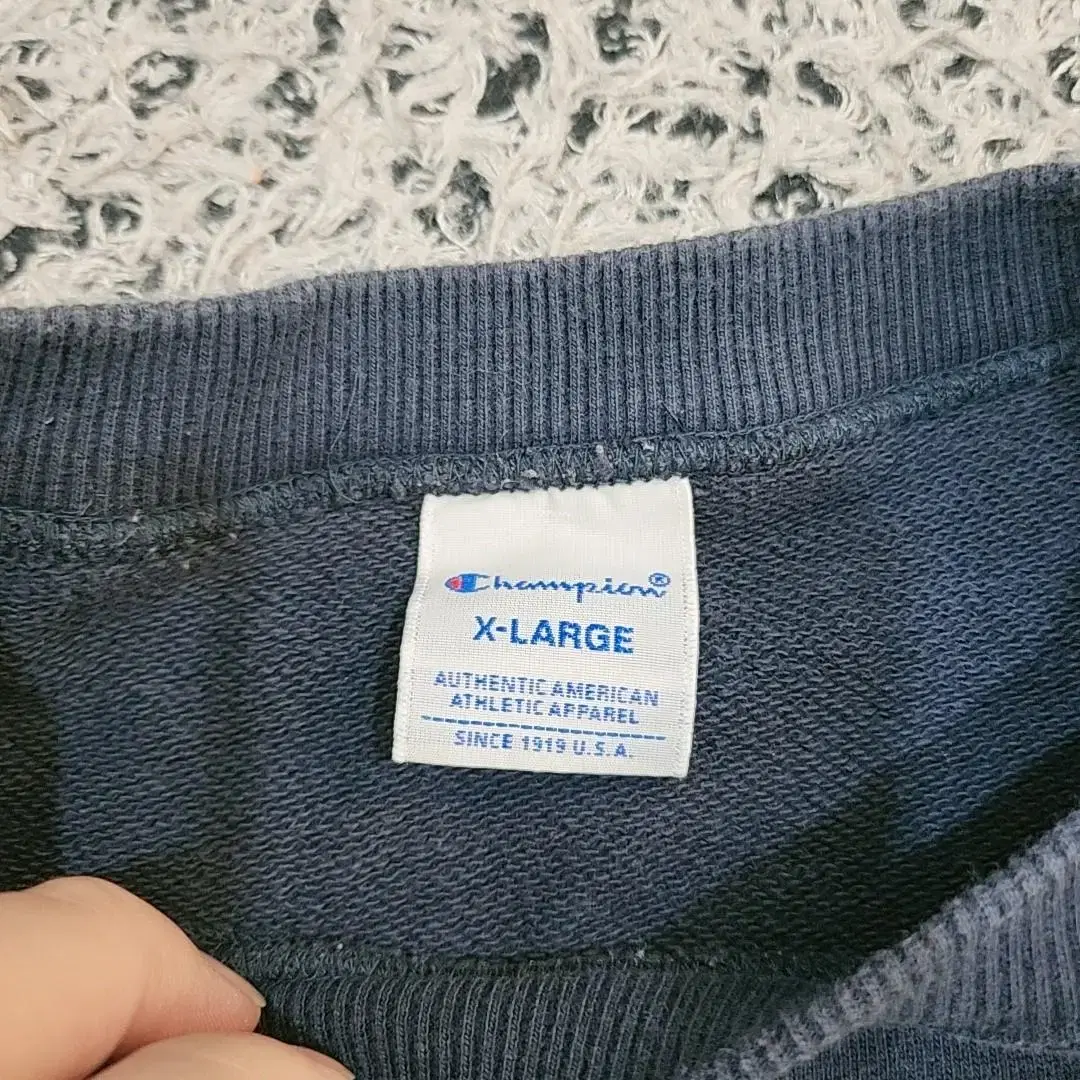 Champion®
X-LARGE
AUTHENTIC AMERICAN
ATHLETIC APPAREL
SINCE 1919 U.S.A.